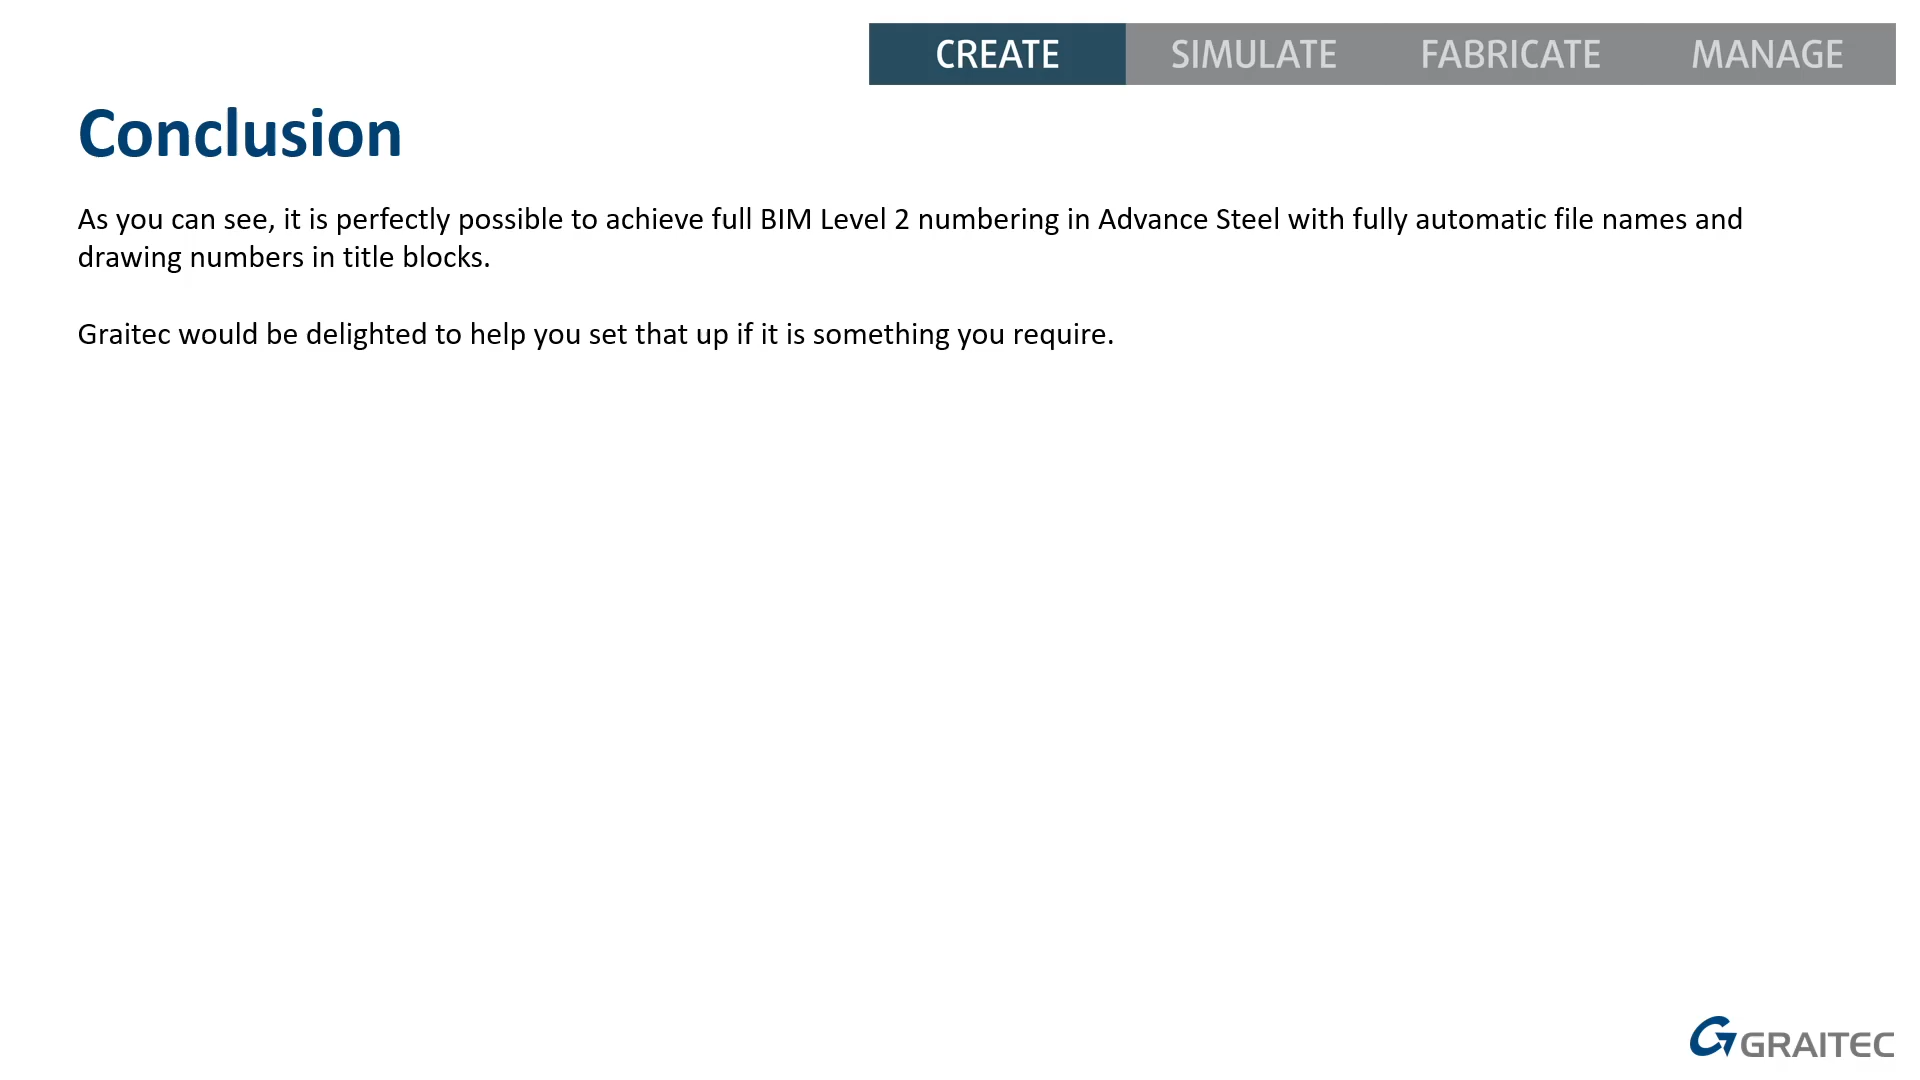 CREATE SIMULATE FABRICATE MANAGE
Conclusion
As you can see, it is perfectly possible to achieve full BIM Level 2 numbering in Advance Steel with fully automatic file names and
drawing numbers in title blocks.
Graitec would be delighted to help you set that up if it is something you require.
GRAITEC